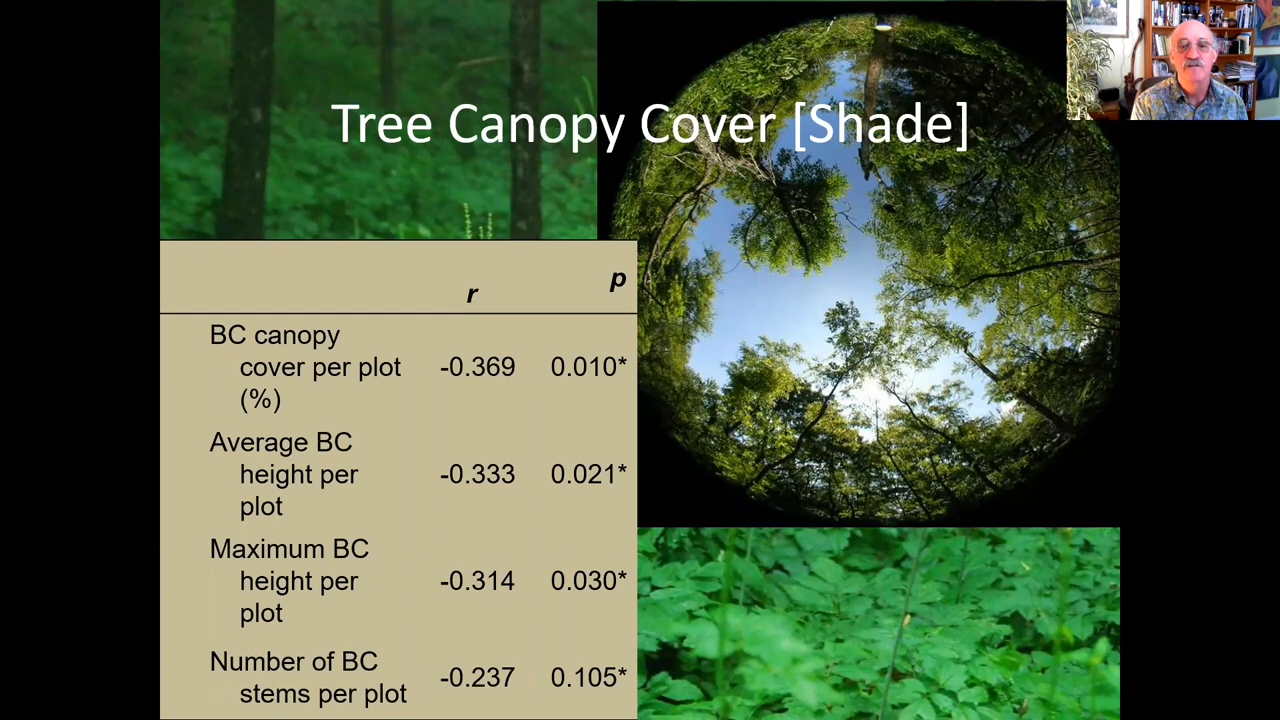 Tree Canopy Cover [Shade]
r
p
BC canopy
cover per plot
(%)
-0.369
0.010*
Average BC
height per
plot
-0.333
0.021*
Maximum BC
height per
plot
-0.314
0.030*
Number of BC
stems per plot
-0.237
0.105*